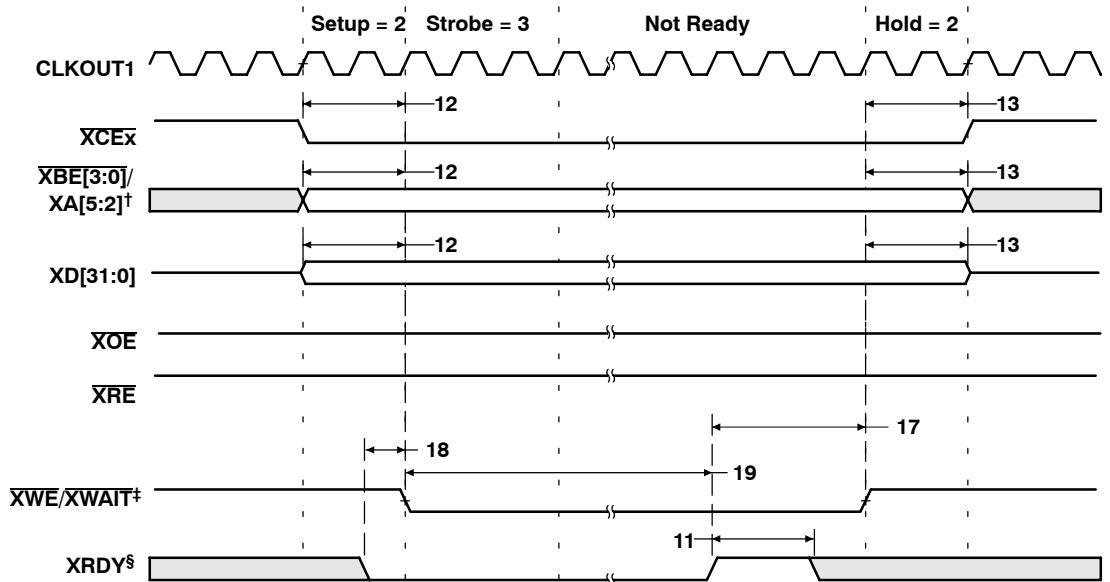 Setup = 2 Strobe = 3 Not Ready Hold = 2
CLKOUT1
12 13
XCEx
XBE[3:0]/
XA[5:2]†
12 13
12 13
XD[31:0]
XOE
XRE
17
18
19
XWE/XWAIT‡
11
XRDY§